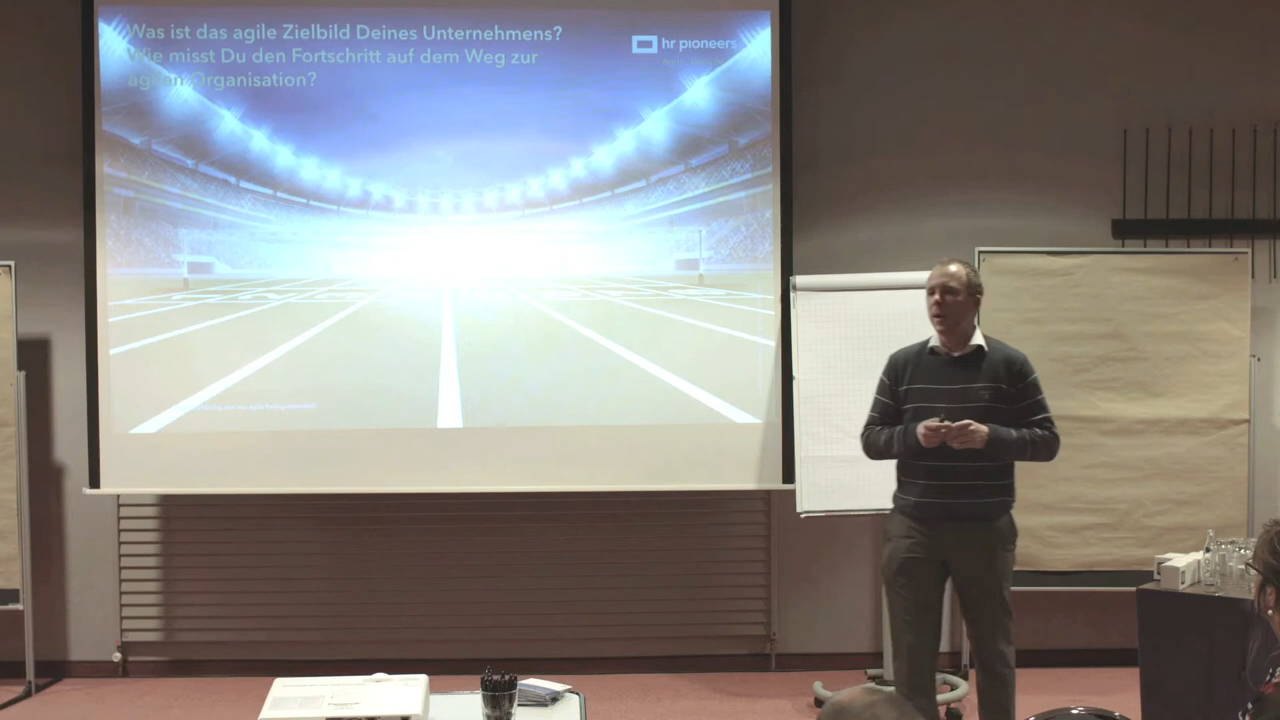 Was ist das agile Zielbild Deines Unternehmens?
hr pioneers
Wie misst Du den Fortschritt auf dem Weg zur
agilen Organisation?